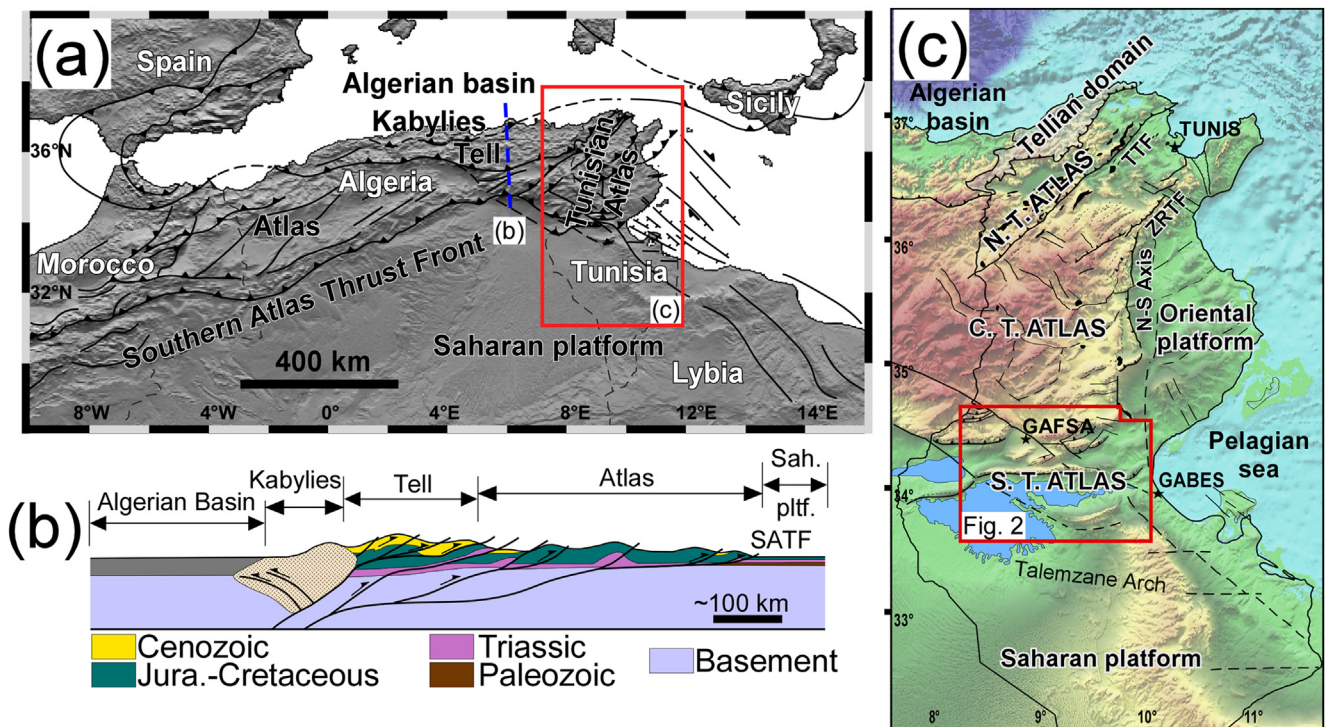 (a)
Spain
Algerian basin
Kabylies
Sicily
36°N
Tell
Tunisian
Atlas
Algeria
Atlas
(b)
Morocco
Tunisia
32°N
Southern Atlas Thrust Front
(c)
400 km
Saharan platform
Lybia
8°W
4°W
0°
4°E
8°E
12°E
14°E
(b)
Algerian Basin
Kabylies
Tell
Atlas
Sah.
pltf.
SATF
~100 km
Cenozoic
Triassic
Basement
Jura.-Cretaceous
Paleozoic
(c)
Algerian
basin
Tellian domain
37°
TUNIS
TTF
N. T. ATLAS
ZRTF
36°
N-S Axis
C. T. ATLAS
Oriental
platform
35°
GAFSA
Pelagian
sea
S. T. ATLAS
GABES
34°
Fig. 2
Talemzane Arch
33°
Saharan platform
8°
9°
10°
11°